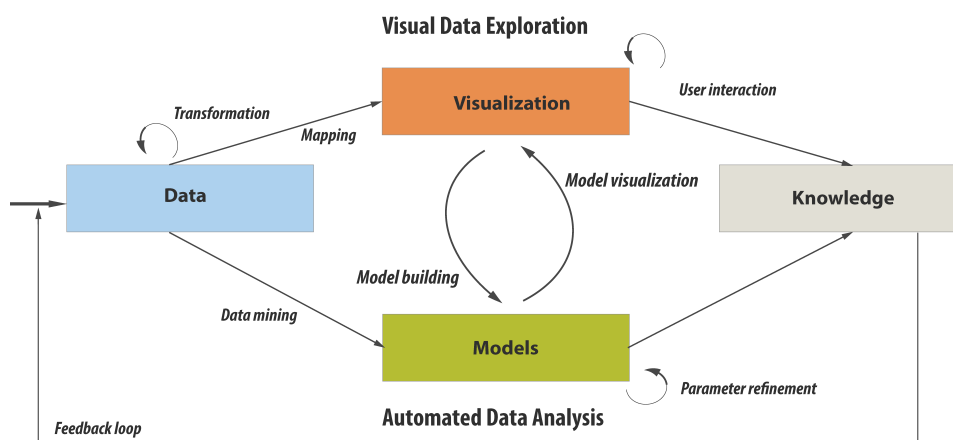 Visual Data Exploration
Visualization
User interaction
Transformation
Mapping
Data
Model visualization
Knowledge
Model building
Data mining
Models
Parameter refinement
Automated Data Analysis
Feedback loop